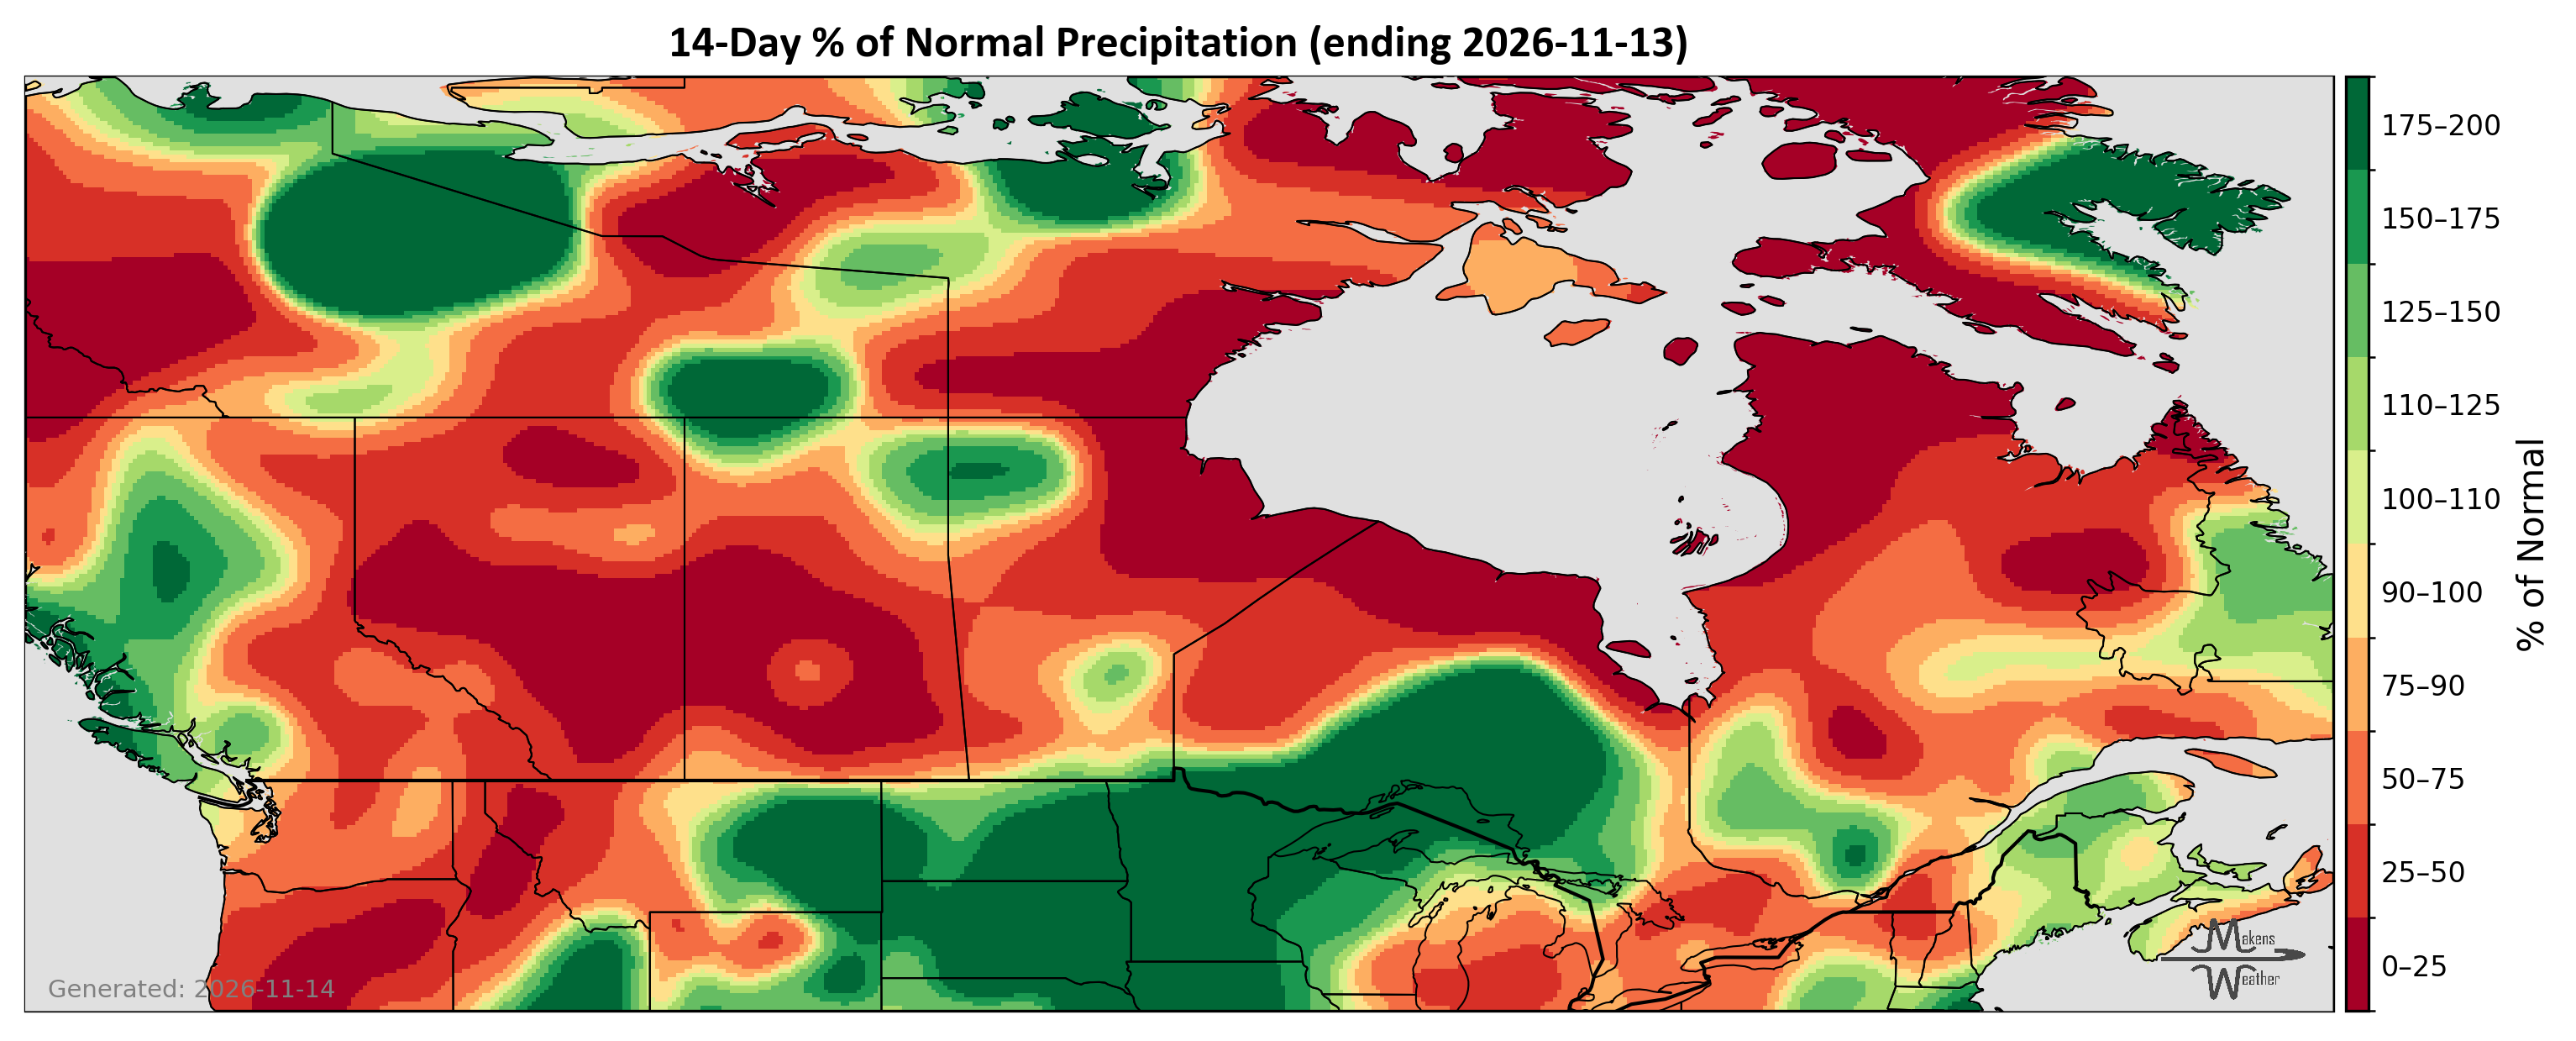 14-Day % of Normal Precipitation (ending 2026-11-13)
175–200
150–175
125–150
110–125
100–110
90–100
75–90
50–75
25–50
0–25
% of Normal
Generated: 2026-11-14
Makens
Weather